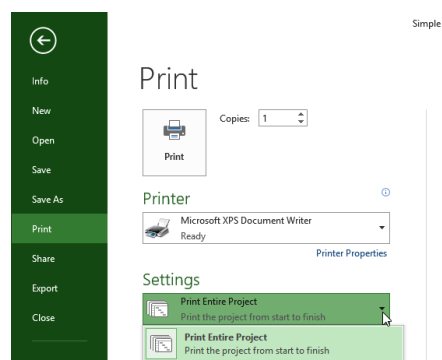 Simple
Info
New
Open
Save
Save As
Print
Share
Export
Close
Print
Copies: 1
Print
Printer
Microsoft XPS Document Writer
Ready
Printer Properties
Settings
Print Entire Project
Print the project from start to finish
Print Entire Project
Print the project from start to finish